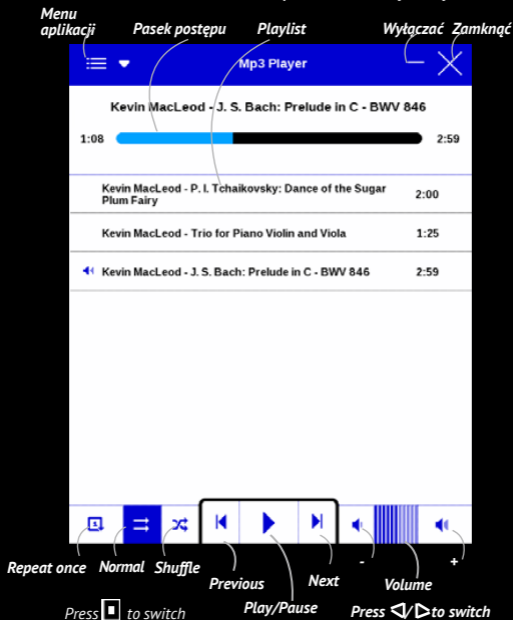 Menu
aplikacji
Pasek postępu
Playlist
Wyłączać
Zamknąć
Mp3 Player
Kevin MacLeod - J. S. Bach: Prelude in C - BWV 846
1:08
2:59
Kevin MacLeod - P. I. Tchaikovsky: Dance of the Sugar
Plum Fairy
2:00
Kevin MacLeod - Trio for Piano Violin and Viola
1:25
Kevin MacLeod - J. S. Bach: Prelude in C - BWV 846
2:59
1
- +
Repeat once
Normal
Shuffle
Previous
Next
Volume
Play/Pause
Press to switch
Press ◁/▷ to switch